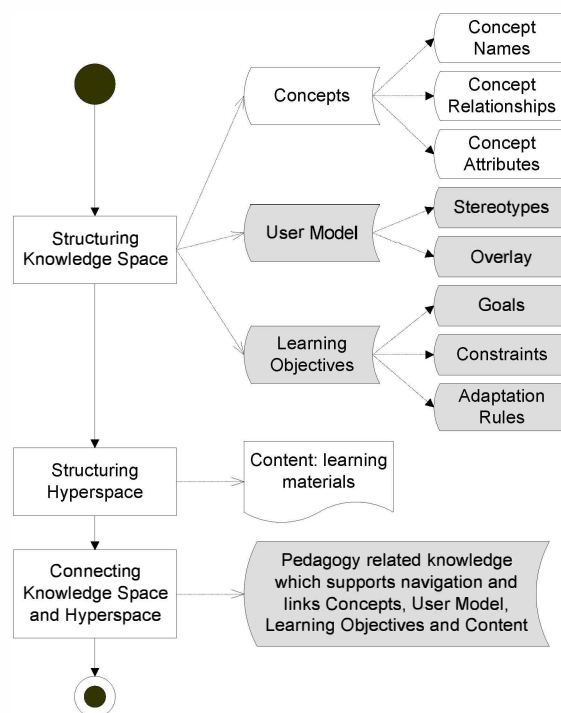 Concept
Names
Concepts
Concept
Relationships
Concept
Attributes
Structuring
Knowledge Space
User Model
Stereotypes
Overlay
Learning
Objectives
Goals
Constraints
Adaptation
Rules
Structuring
Hyperspace
Content: learning
materials
Connecting
Knowledge Space
and Hyperspace
Pedagogy related knowledge
which supports navigation and
links Concepts, User Model,
Learning Objectives and Content